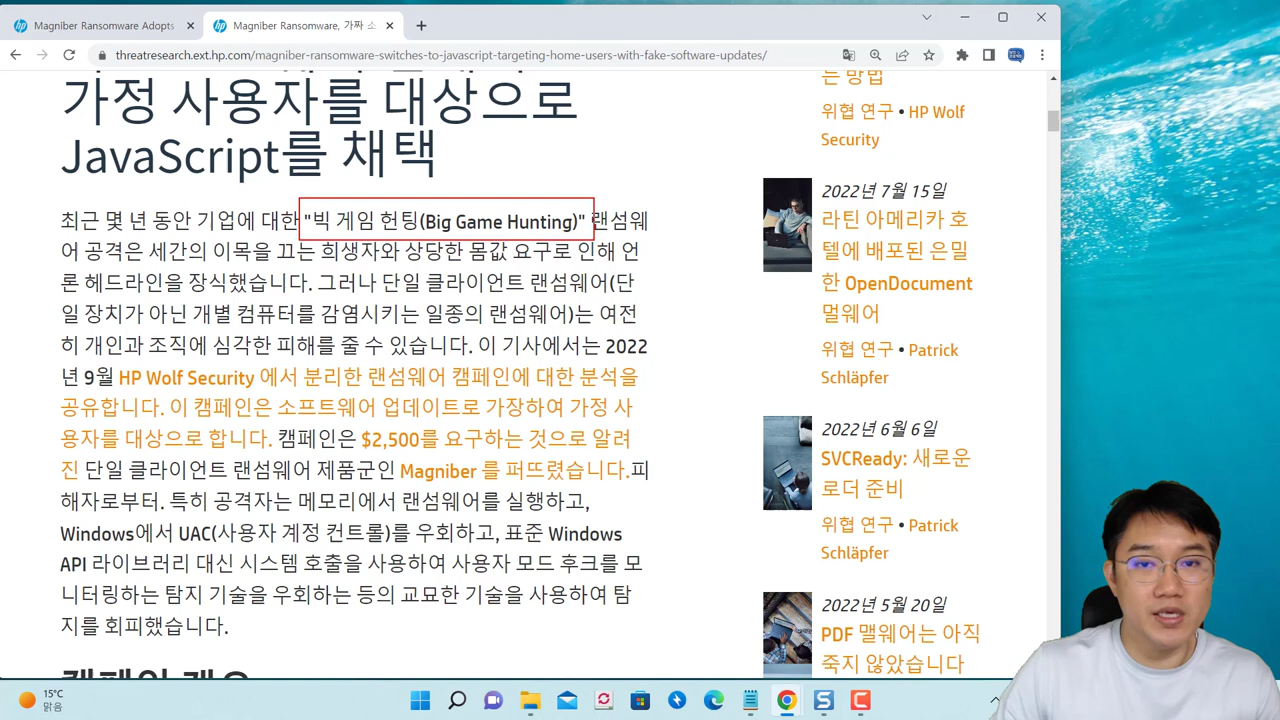 Magniber Ransomware Adopts
Magniber Ransomware, 가짜 소
threatresearch.ext.hp.com/magniber-ransomware-switches-to-javascript-targeting-home-users-with-fake-software-updates/
가정 사용자를 대상으로
JavaScript를 채택
최근 몇 년 동안 기업에 대한 "빅 게임 헌팅(Big Game Hunting)" 랜섬웨
어 공격은 세간의 이목을 끄는 희생자와 상당한 몸값 요구로 인해 언
론 헤드라인을 장식했습니다. 그러나 단일 클라이언트 랜섬웨어(단
일 장치가 아닌 개별 컴퓨터를 감염시키는 일종의 랜섬웨어)는 여전
히 개인과 조직에 심각한 피해를 줄 수 있습니다. 이 기사에서는 2022
년 9월 HP Wolf Security 에서 분리한 랜섬웨어 캠페인에 대한 분석을
공유합니다. 이 캠페인은 소프트웨어 업데이트로 가장하여 가정 사
용자를 대상으로 합니다. 캠페인은 $2,500를 요구하는 것으로 알려
진 단일 클라이언트 랜섬웨어 제품군인 Magniber 를 퍼뜨렸습니다.피
해자로부터. 특히 공격자는 메모리에서 랜섬웨어를 실행하고,
Windows에서 UAC(사용자 계정 컨트롤)를 우회하고, 표준 Windows
API 라이브러리 대신 시스템 호출을 사용하여 사용자 모드 후크를 모
니터링하는 탐지 기술을 우회하는 등의 교묘한 기술을 사용하여 탐
지를 회피했습니다.
캠페인 개요
는 방법
위협 연구 • HP Wolf
Security
2022년 7월 15일
라틴 아메리카 호
텔에 배포된 은밀
한 OpenDocument
멀웨어
위협 연구 • Patrick
Schläpfer
2022년 6월 6일
SVCReady: 새로운
로더 준비
위협 연구 • Patrick
Schläpfer
2022년 5월 20일
PDF 맬웨어는 아직
죽지 않았습니다
15°C
맑음